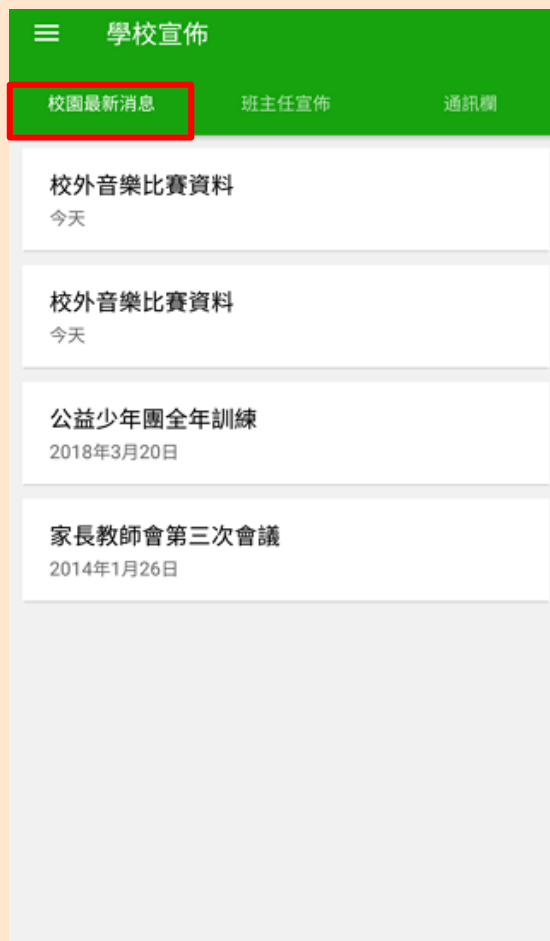 學校宣佈
校園最新消息 班主任宣佈 通訊欄
校外音樂比賽資料
今天
校外音樂比賽資料
今天
公益少年團全年訓練
2018年3月20日
家長教師會第三次會議
2014年1月26日